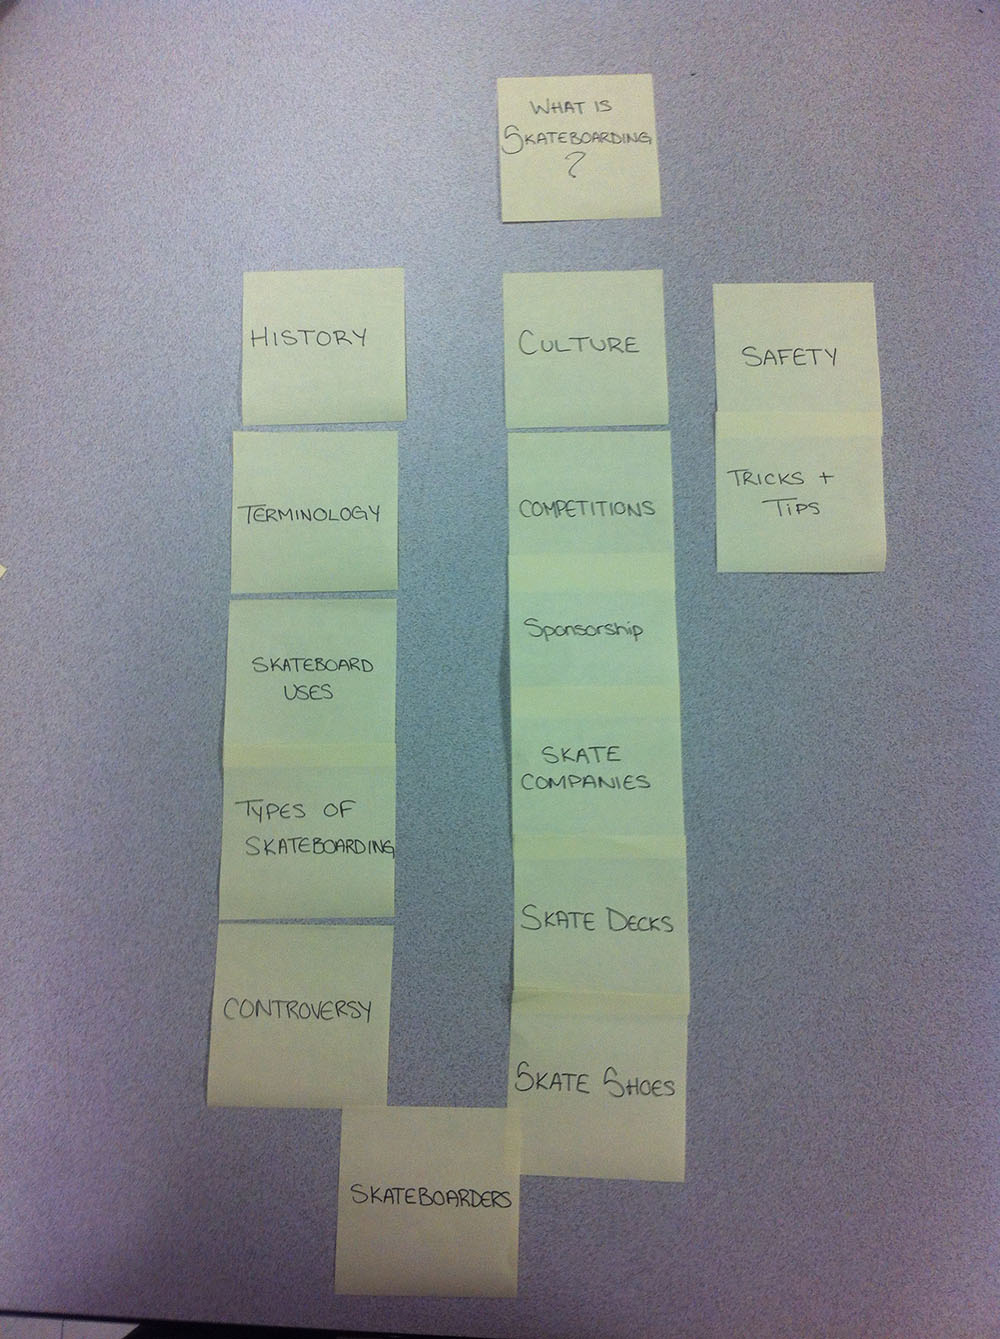 WHAT IS
SKATEBOARDING
?
HISTORY
TERMINOLOGY
SKATEBOARD
USES
TYPES OF
SKATEBOARDING
CONTROVERSY
SKATEBOARDERS
CULTURE
COMPETITIONS
Sponsorship
SKATE
COMPANIES
SKATE DECKS
SKATE SHOES
SAFETY
TRICKS +
TIPS